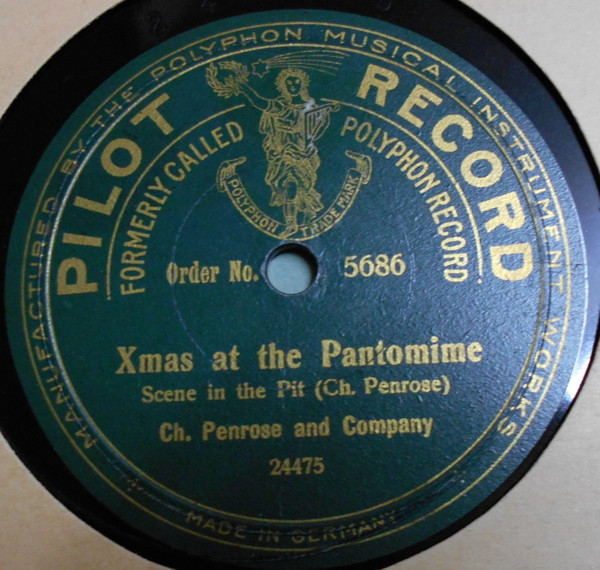 MANUFACTURED BY THE POLYPHON MUSICAL INSTRUMENT WORKS
PILOT RECORD
FORMERLY CALLED POLYPHON RECORD
POLYPHON TRADE MARK
Order No. 5686
Xmas at the Pantomime
Scene in the Pit (Ch. Penrose)
Ch. Penrose and Company
24475
MADE IN GERMANY